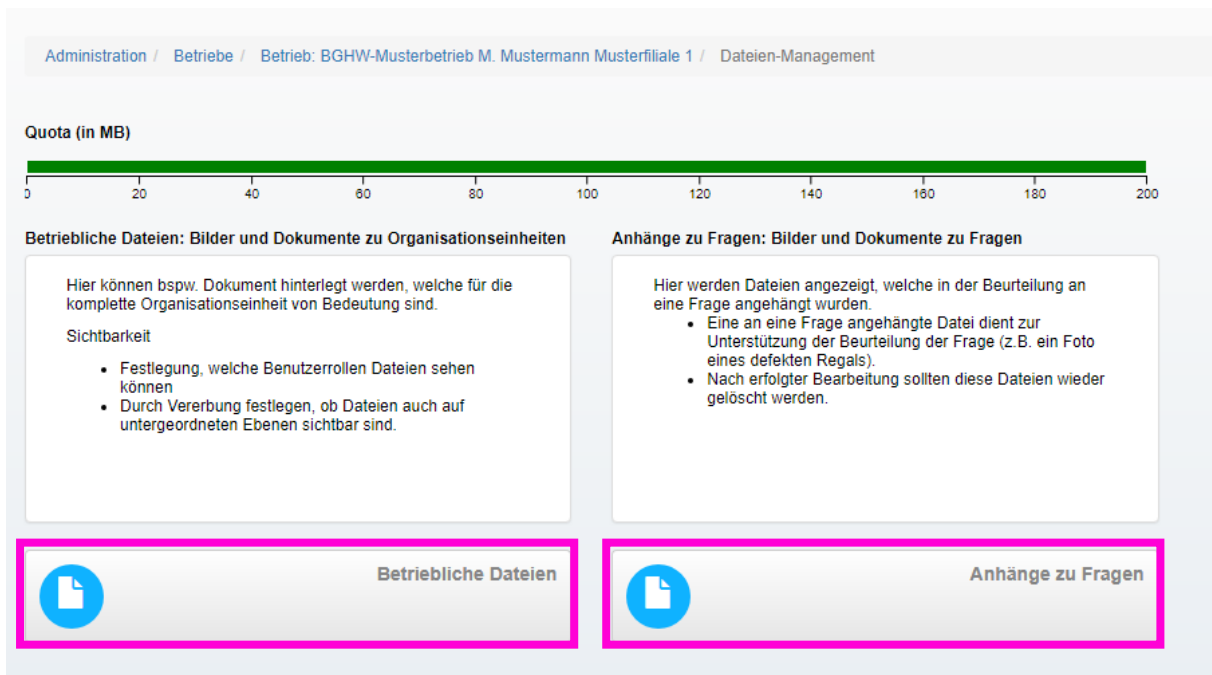 Administration / Betriebe / Betrieb: BGHW-Musterbetrieb M. Mustermann Musterfiliale 1 / Dateien-Management
Quota (in MB)
0 20 40 60 80 100 120 140 160 180 200
Betriebliche Dateien: Bilder und Dokumente zu Organisationseinheiten
Hier können bspw. Dokument hinterlegt werden, welche für die
komplette Organisationseinheit von Bedeutung sind.
Sichtbarkeit
• Festlegung, welche Benutzerrollen Dateien sehen
können
• Durch Vererbung festlegen, ob Dateien auch auf
untergeordneten Ebenen sichtbar sind.
Betriebliche Dateien
Anhänge zu Fragen: Bilder und Dokumente zu Fragen
Hier werden Dateien angezeigt, welche in der Beurteilung an
eine Frage angehängt wurden.
• Eine an eine Frage angehängte Datei dient zur
Unterstützung der Beurteilung der Frage (z.B. ein Foto
eines defekten Regals).
• Nach erfolgter Bearbeitung sollten diese Dateien wieder
gelöscht werden.
Anhänge zu Fragen